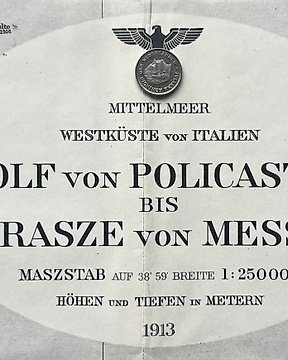 MITTELMEER
WESTKÜSTE VON ITALIEN
OLF VON POLICAST
BIS
RASZE VON MESS
MASZSTAB AUF 38° 59' BREITE 1:25000
HÖHEN UND TIEFEN IN METERN
1913